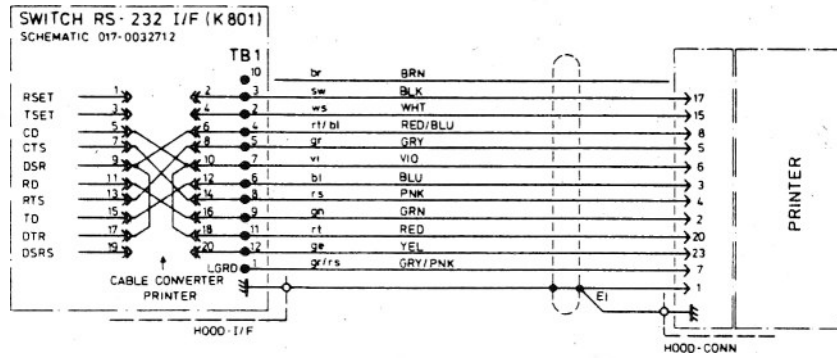 SWITCH RS-232 I/F (K801)
SCHEMATIC 017-0032712
TB1
10 br BRN
RSET 1 2 3 sw BLK 17
TSET 3 4 2 ws WHT 15
CD 5 6 4 rt/bl RED/BLU 8
CTS 7 8 5 gr GRY 5
DSR 9 10 7 vi VIO 6
RD 11 12 6 bl BLU 3
RTS 13 14 8 rs PNK 4
TD 15 16 9 gn GRN 2
DTR 17 18 11 rt RED 20
DSRS 19 20 12 ge YEL 23
LGRD 1 gr/rs GRY/PNK 7
CABLE CONVERTER
PRINTER
1
E1
HOOD-I/F
HOOD-CONN
PRINTER